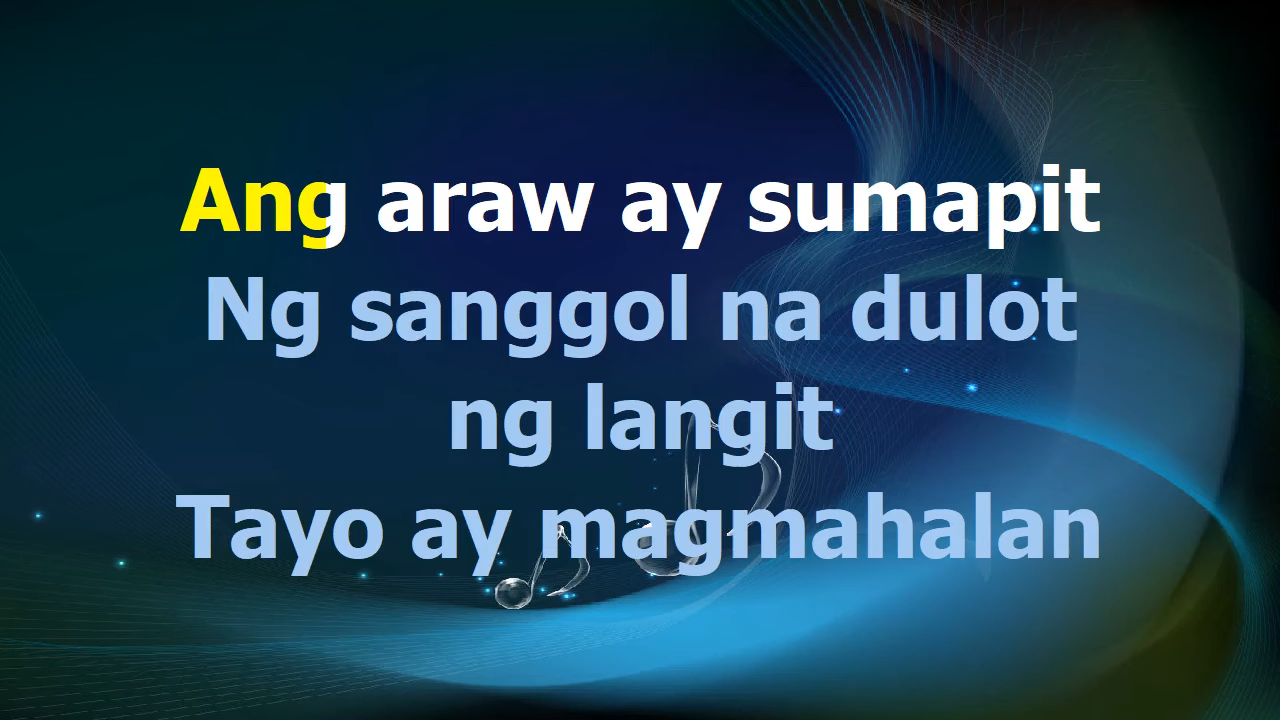 Ang araw ay sumapit
Ng sanggol na dulot
ng langit
Tayo ay magmahalan